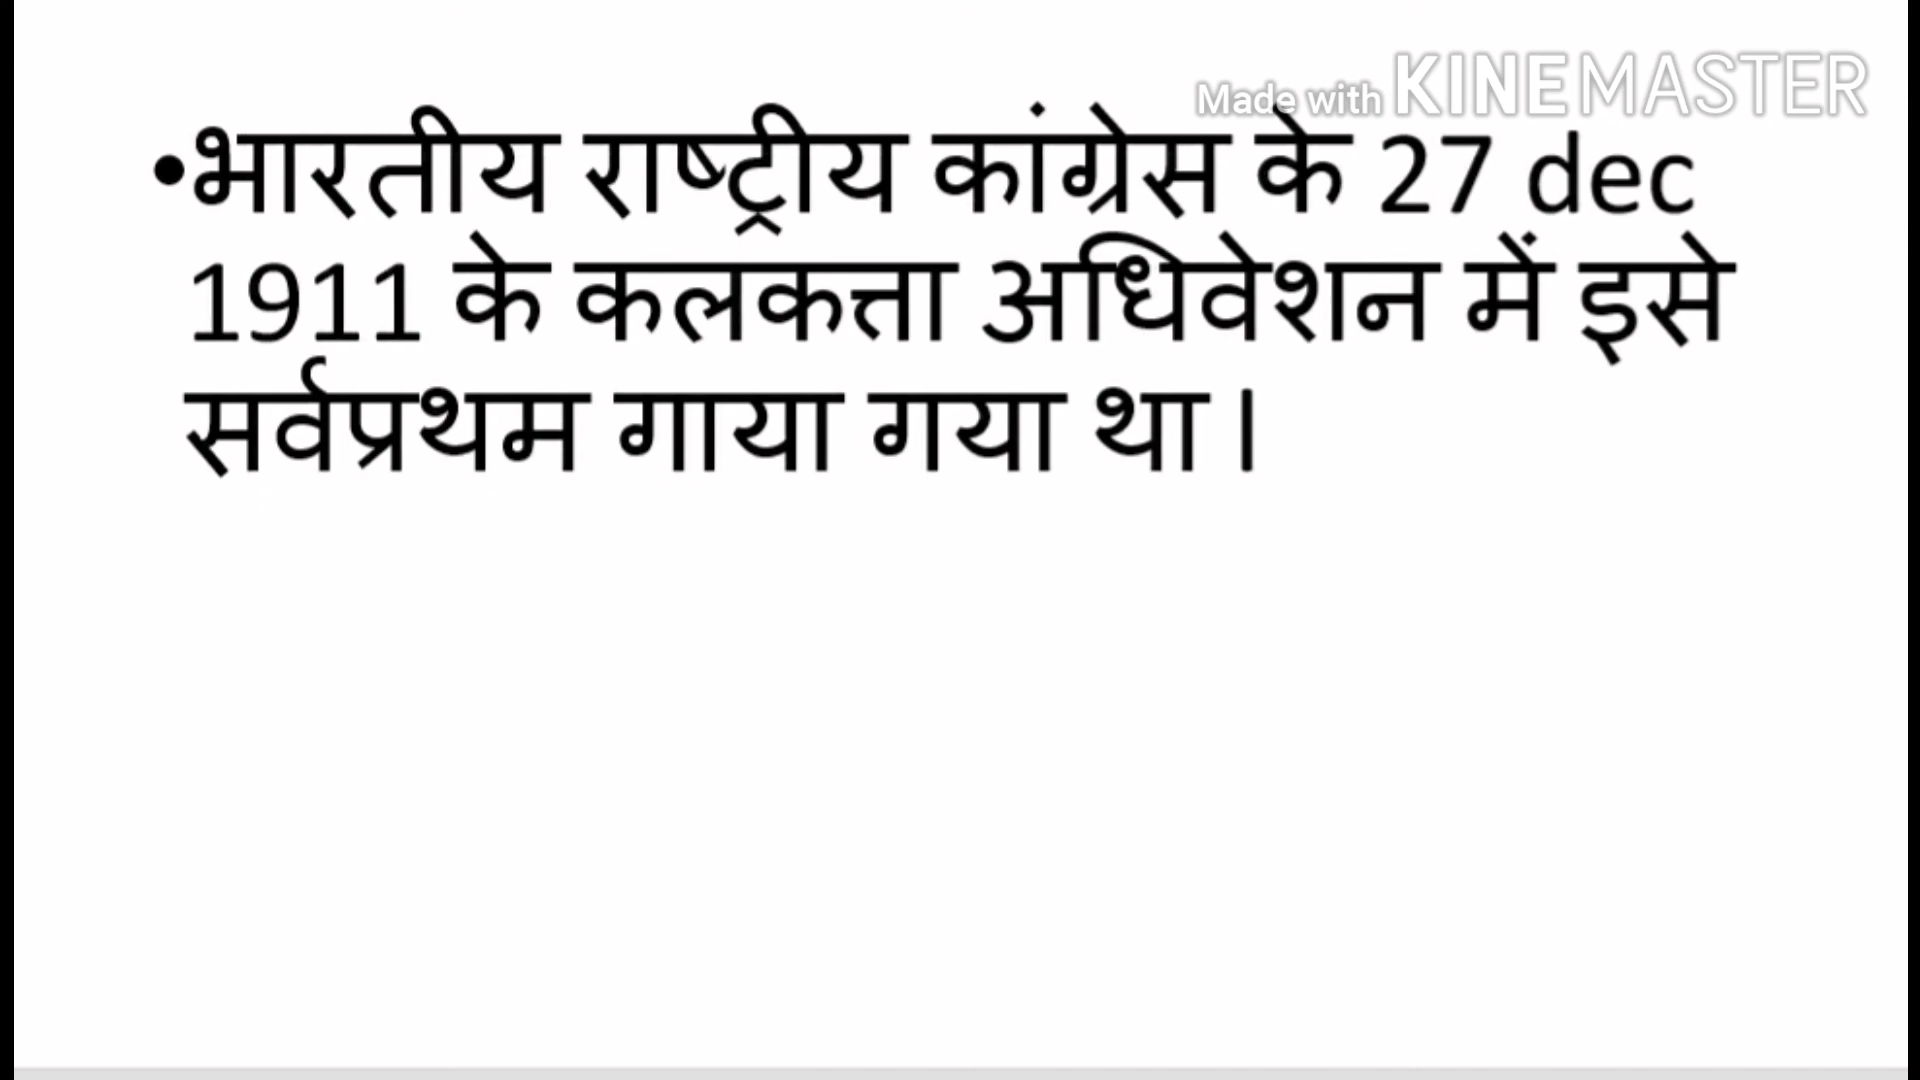 Made with KINEMASTER
•भारतीय राष्ट्रीय कांग्रेस के 27 dec
1911 के कलकत्ता अधिवेशन में इसे
सर्वप्रथम गाया गया था।